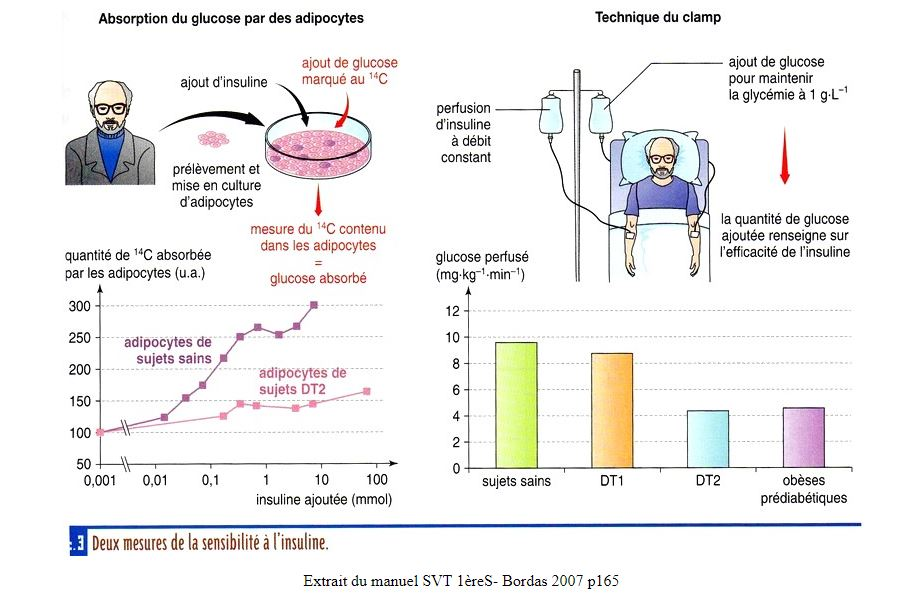 Absorption du glucose par des adipocytes
ajout d'insuline
ajout de glucose
marqué au ¹⁴C
prélèvement et
mise en culture
d'adipocytes
mesure du ¹⁴C contenu
dans les adipocytes
=
glucose absorbé
quantité de ¹⁴C absorbée
par les adipocytes (u.a.)
300
250
200
150
100
50
adipocytes de
sujets sains
adipocytes de
sujets DT2
0,001
0,01
0,1
1
10
100
insuline ajoutée (mmol)
Technique du clamp
perfusion
d'insuline
à débit
constant
ajout de glucose
pour maintenir
la glycémie à 1 g·L⁻¹
la quantité de glucose
ajoutée renseigne sur
l'efficacité de l'insuline
glucose perfusé
(mg·kg⁻¹·min⁻¹)
12
10
8
6
4
2
0
sujets sains
DT1
DT2
obèses
prédiabétiques
.3 Deux mesures de la sensibilité à l'insuline.
Extrait du manuel SVT 1èreS- Bordas 2007 p165